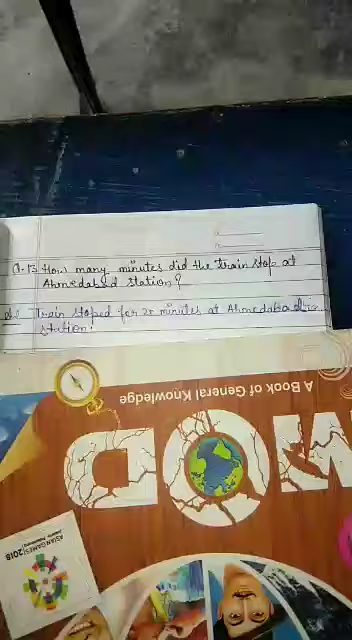 Q.13 How many minutes did the train stop at
Ahmedabad station?
Train stoped for 20 minutes at Ahmedabad
station.
A Book of General Knowledge
ASIAN GAMES 2018